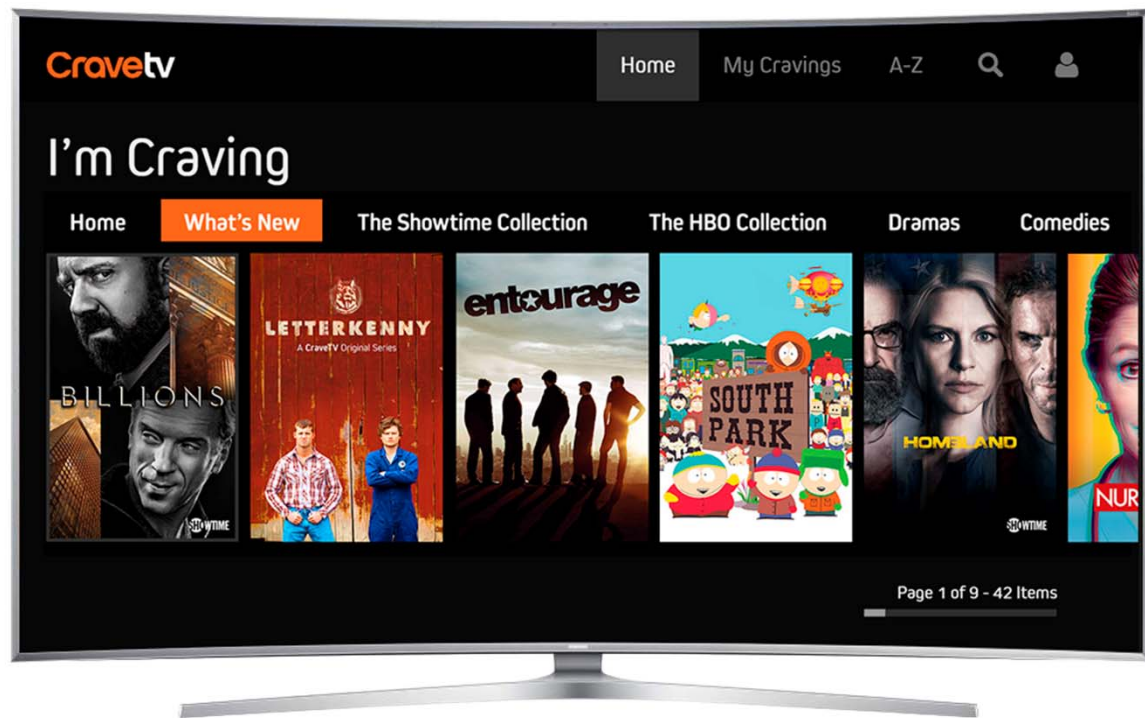 Cravetv
Home
My Cravings
A-Z
I'm Craving
Home
What's New
The Showtime Collection
The HBO Collection
Dramas
Comedies
BILLIONS
SHOWTIME
LETTERKENNY
A CraveTV Original Series
entourage
SOUTH
PARK
HOMELAND
SHOWTIME
NUR
Page 1 of 9 - 42 Items